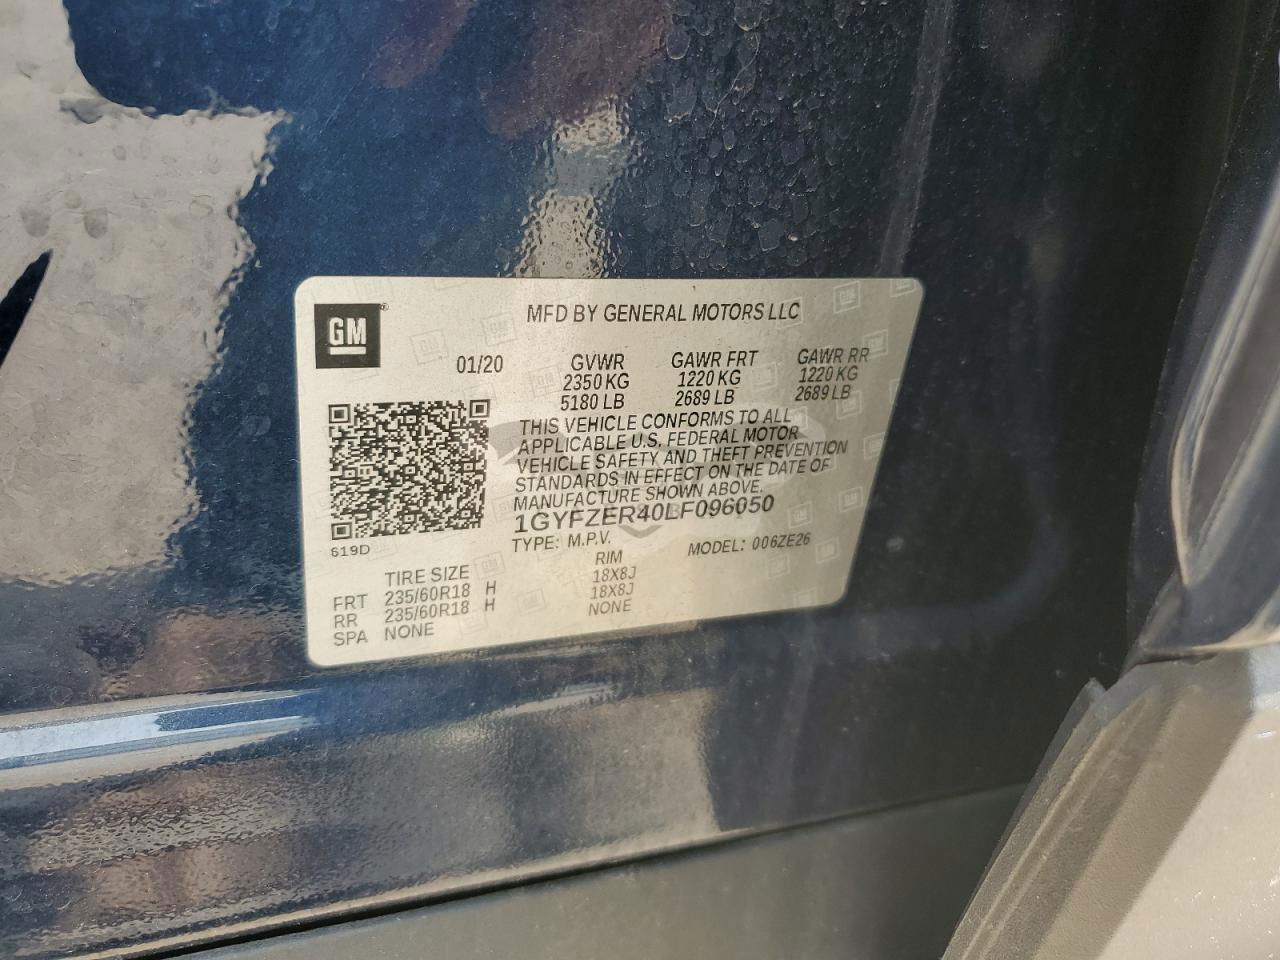 GM
MFD BY GENERAL MOTORS LLC
01/20 GVWR GAWR FRT GAWR RR
2350 KG 1220 KG 1220 KG
5180 LB 2689 LB 2689 LB
THIS VEHICLE CONFORMS TO ALL
APPLICABLE U.S. FEDERAL MOTOR
VEHICLE SAFETY AND THEFT PREVENTION
STANDARDS IN EFFECT ON THE DATE OF
MANUFACTURE SHOWN ABOVE.
1GYFZER40LF096050
619D
TYPE: M.P.V. MODEL: 006ZE26
TIRE SIZE RIM
FRT 235/60R18 H 18X8J
RR 235/60R18 H 18X8J
SPA NONE NONE